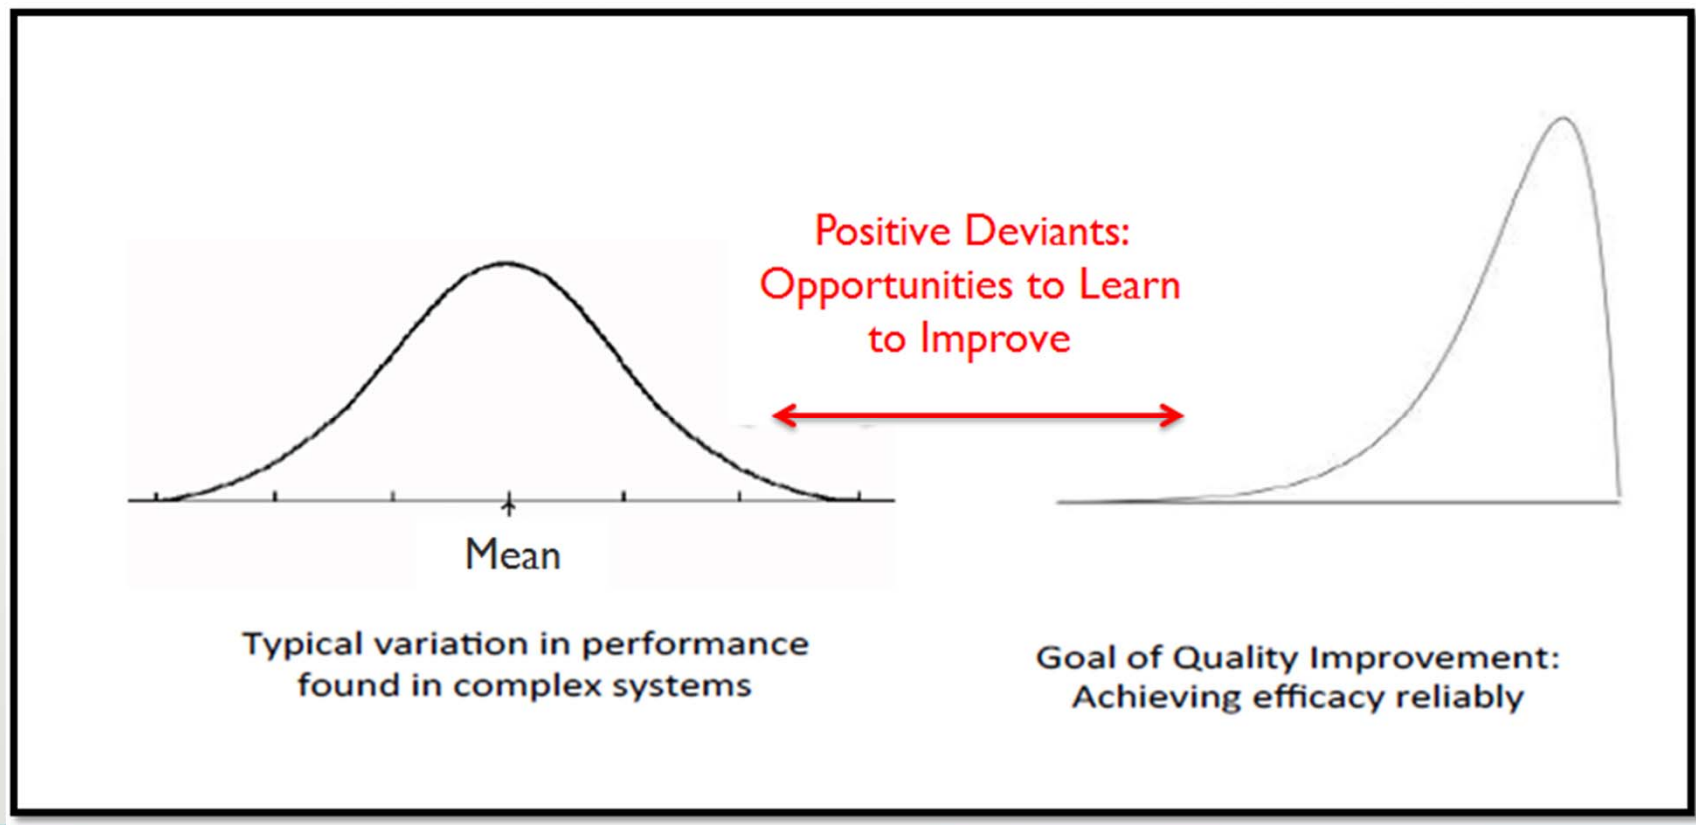 Positive Deviants:
Opportunities to Learn
to Improve
Mean
Typical variation in performance
found in complex systems
Goal of Quality Improvement:
Achieving efficacy reliably